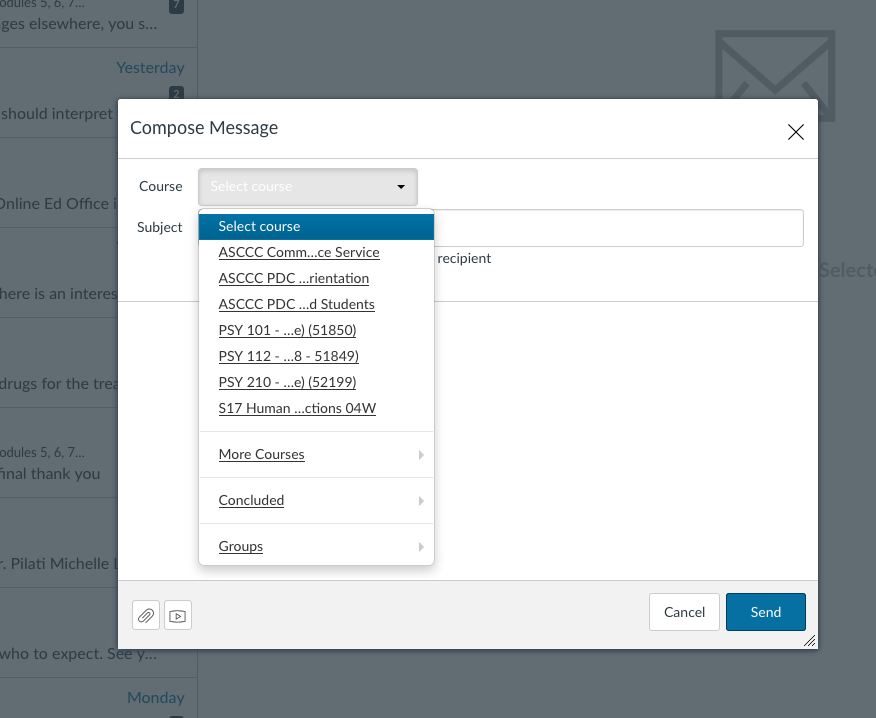 odules 5, 6, 7...
7
ges elsewhere, you s...
Yesterday
2
should interpret
Online Ed Office i
here is an interes
drugs for the trea
odules 5, 6, 7...
final thank you
r. Pilati Michelle L
who to expect. See y...
Monday
Compose Message
Course
Select course
Subject
Select course
ASCCC Comm...ce Service
ASCCC PDC ...rientation
ASCCC PDC ...d Students
PSY 101 - ...e) (51850)
PSY 112 - ...8 - 51849)
PSY 210 - ...e) (52199)
S17 Human ...ctions 04W
More Courses
Concluded
Groups
recipient
Selecte
Cancel
Send